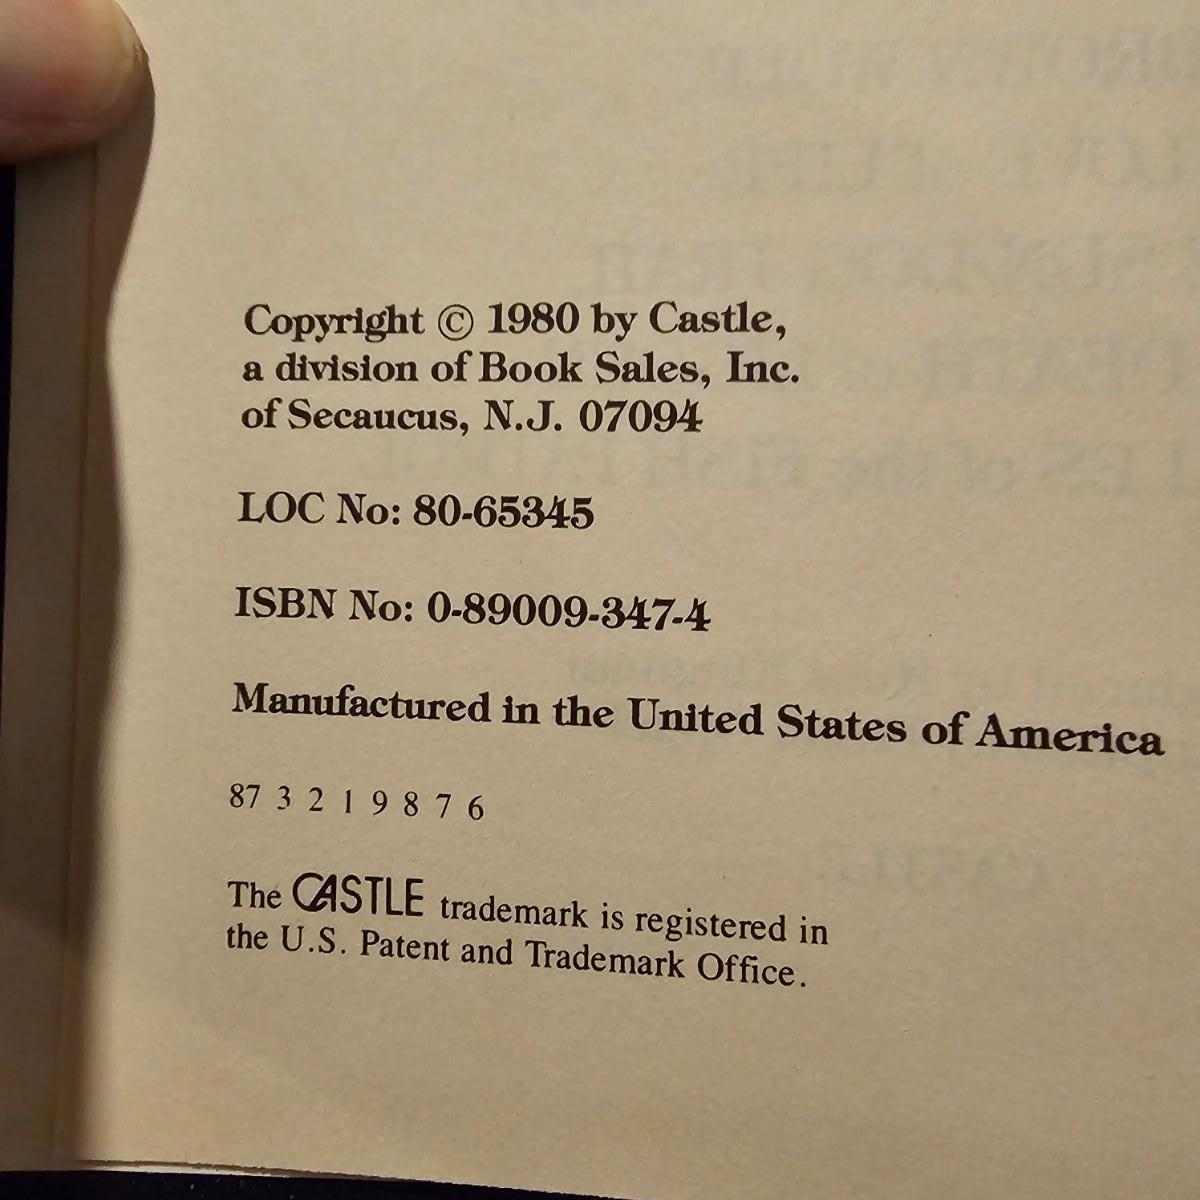 Copyright © 1980 by Castle,
a division of Book Sales, Inc.
of Secaucus, N.J. 07094
LOC No: 80-65345
ISBN No: 0-89009-347-4
Manufactured in the United States of America
87 3 2 1 9 8 7 6
The CASTLE trademark is registered in
the U.S. Patent and Trademark Office.